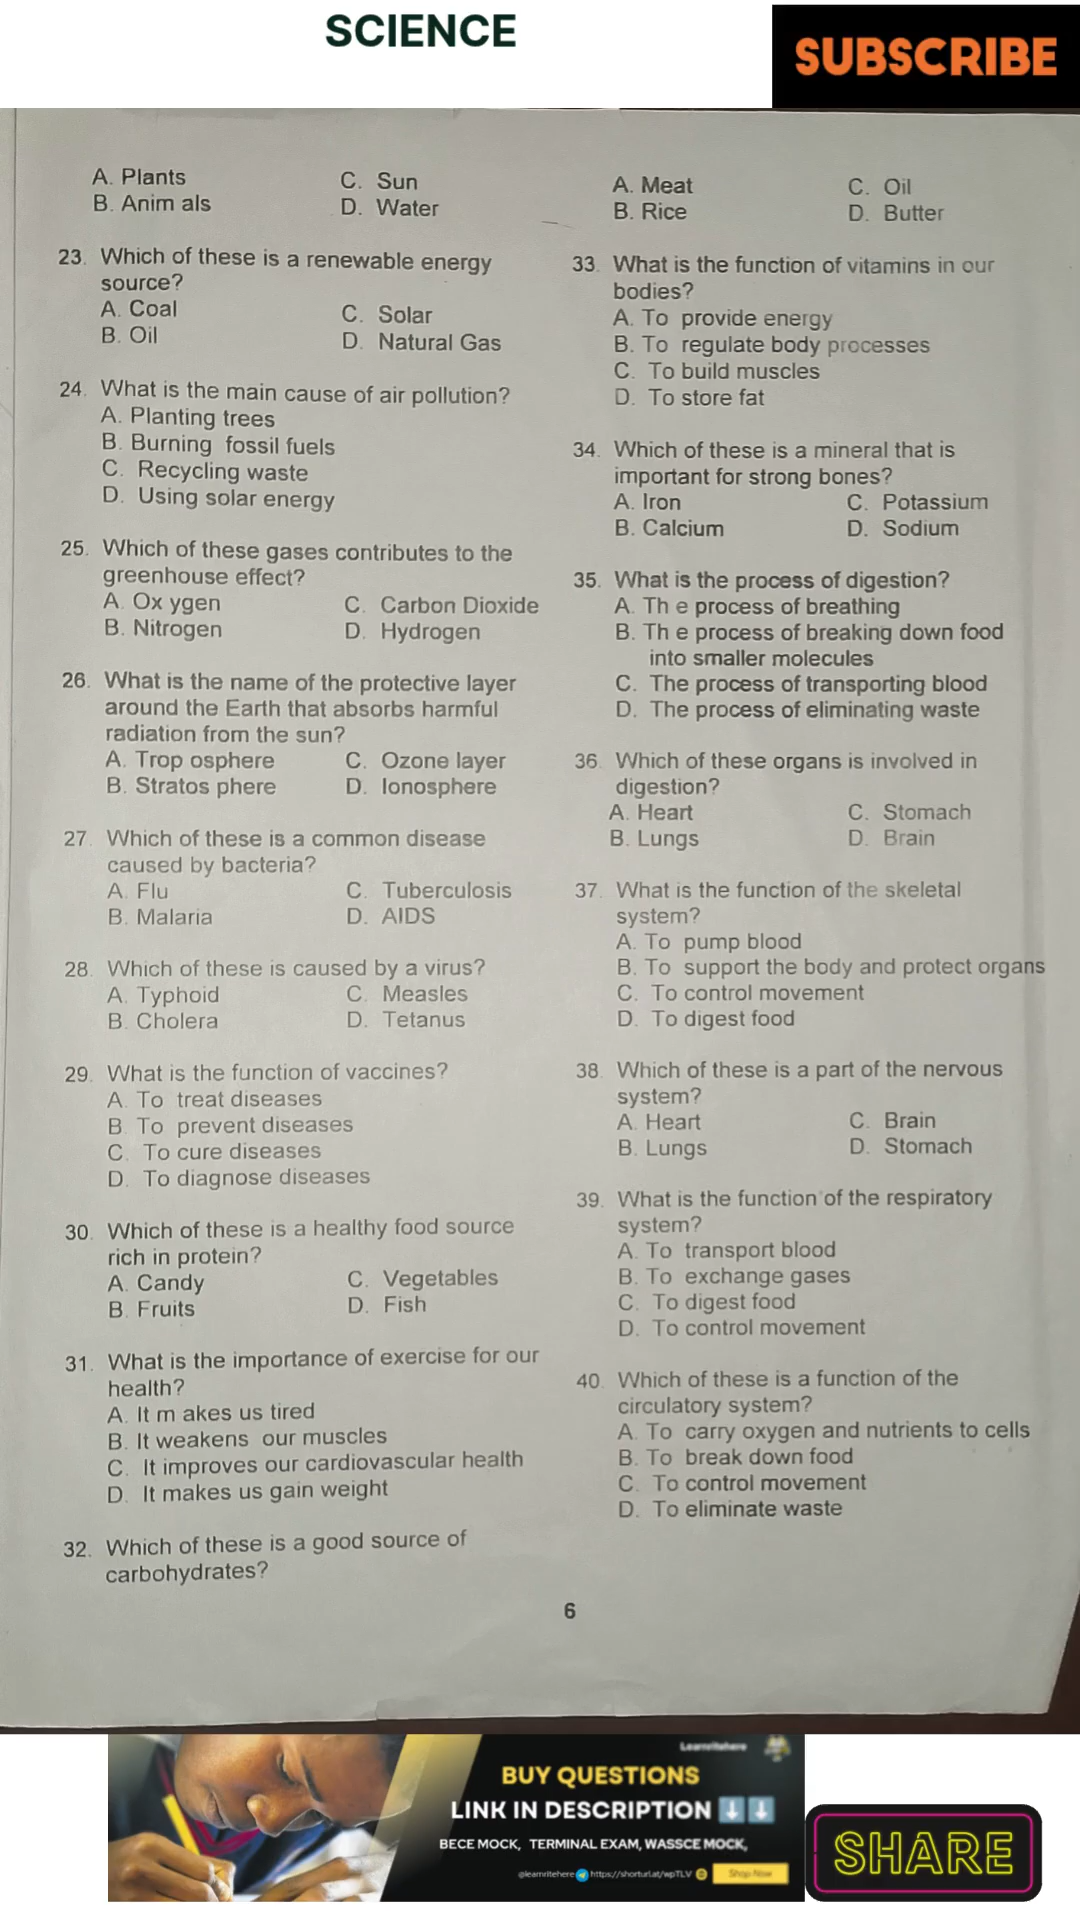 SCIENCE
SUBSCRIBE
A. Plants
C. Sun
B. Anim als
D. Water
23. Which of these is a renewable energy
source?
A. Coal
C. Solar
B. Oil
D. Natural Gas
24. What is the main cause of air pollution?
A. Planting trees
B. Burning fossil fuels
C. Recycling waste
D. Using solar energy
25. Which of these gases contributes to the
greenhouse effect?
A. Ox ygen
C. Carbon Dioxide
B. Nitrogen
D. Hydrogen
26. What is the name of the protective layer
around the Earth that absorbs harmful
radiation from the sun?
A. Trop osphere
C. Ozone layer
B. Stratos phere
D. Ionosphere
27. Which of these is a common disease
caused by bacteria?
A. Flu
C. Tuberculosis
B. Malaria
D. AIDS
28. Which of these is caused by a virus?
A. Typhoid
C. Measles
B. Cholera
D. Tetanus
29. What is the function of vaccines?
A. To treat diseases
B To prevent diseases
C. To cure diseases
D. To diagnose diseases
30. Which of these is a healthy food source
rich in protein?
A. Candy
C. Vegetables
B. Fruits
D. Fish
31. What is the importance of exercise for our
health?
A. It m akes us tired
B. It weakens our muscles
C. It improves our cardiovascular health
D. It makes us gain weight
32. Which of these is a good source of
carbohydrates?
A. Meat
C. Oil
B. Rice
D. Butter
33. What is the function of vitamins in our
bodies?
A. To provide energy
B. To regulate body processes
C. To build muscles
D. To store fat
34. Which of these is a mineral that is
important for strong bones?
A. Iron
C. Potassium
B. Calcium
D. Sodium
35. What is the process of digestion?
A. Th e process of breathing
B. Th e process of breaking down food
into smaller molecules
C. The process of transporting blood
D. The process of eliminating waste
36. Which of these organs is involved in
digestion?
A. Heart
C. Stomach
B. Lungs
D. Brain
37. What is the function of the skeletal
system?
A. To pump blood
B. To support the body and protect organs
C. To control movement
D. To digest food
38. Which of these is a part of the nervous
system?
A. Heart
C. Brain
B. Lungs
D. Stomach
39. What is the function of the respiratory
system?
A. To transport blood
B. To exchange gases
C. To digest food
D. To control movement
40. Which of these is a function of the
circulatory system?
A. To carry oxygen and nutrients to cells
B. To break down food
C. To control movement
D. To eliminate waste
6
Learnritehere
BUY QUESTIONS
LINK IN DESCRIPTION
BECE MOCK, TERMINAL EXAM, WASSCE MOCK,
@learnritehere https://shorturl.at/wpTLV
Shop Now
SHARE